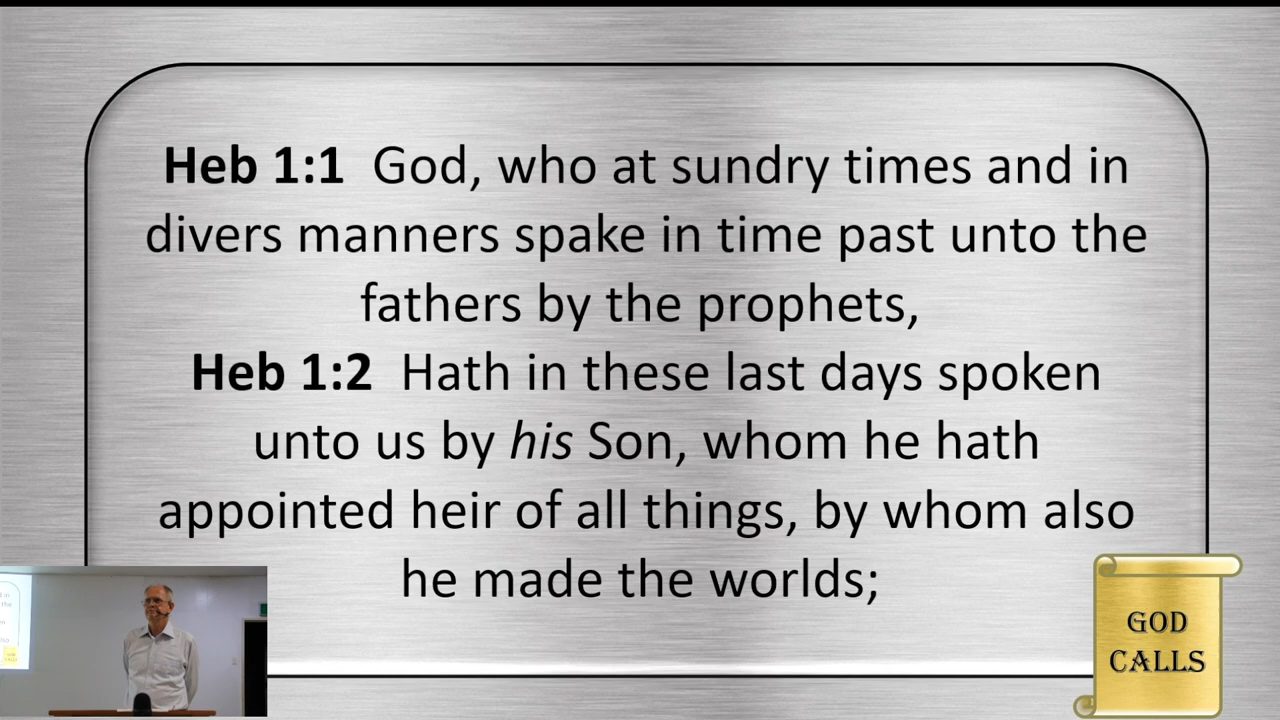 Heb 1:1 God, who at sundry times and in
divers manners spake in time past unto the
fathers by the prophets,
Heb 1:2 Hath in these last days spoken
unto us by his Son, whom he hath
appointed heir of all things, by whom also
he made the worlds;
GOD
CALLS